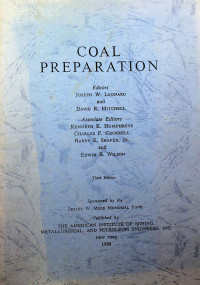 COAL
PREPARATION
Editors
JOSEPH W. LEONARD
and
DAVID R. MITCHELL
Associate Editors
KENNETH K. HUMPHREYS
CHARLES F. COCKRELL
HARRY E. SHAFER, JR.
and
EDWIN B. WILSON
Third Edition
Sponsored by the
SEELEY W. MUDD MEMORIAL FUND
Published by
THE AMERICAN INSTITUTE OF MINING,
METALLURGICAL, AND PETROLEUM ENGINEERS, INC.
NEW YORK
1968